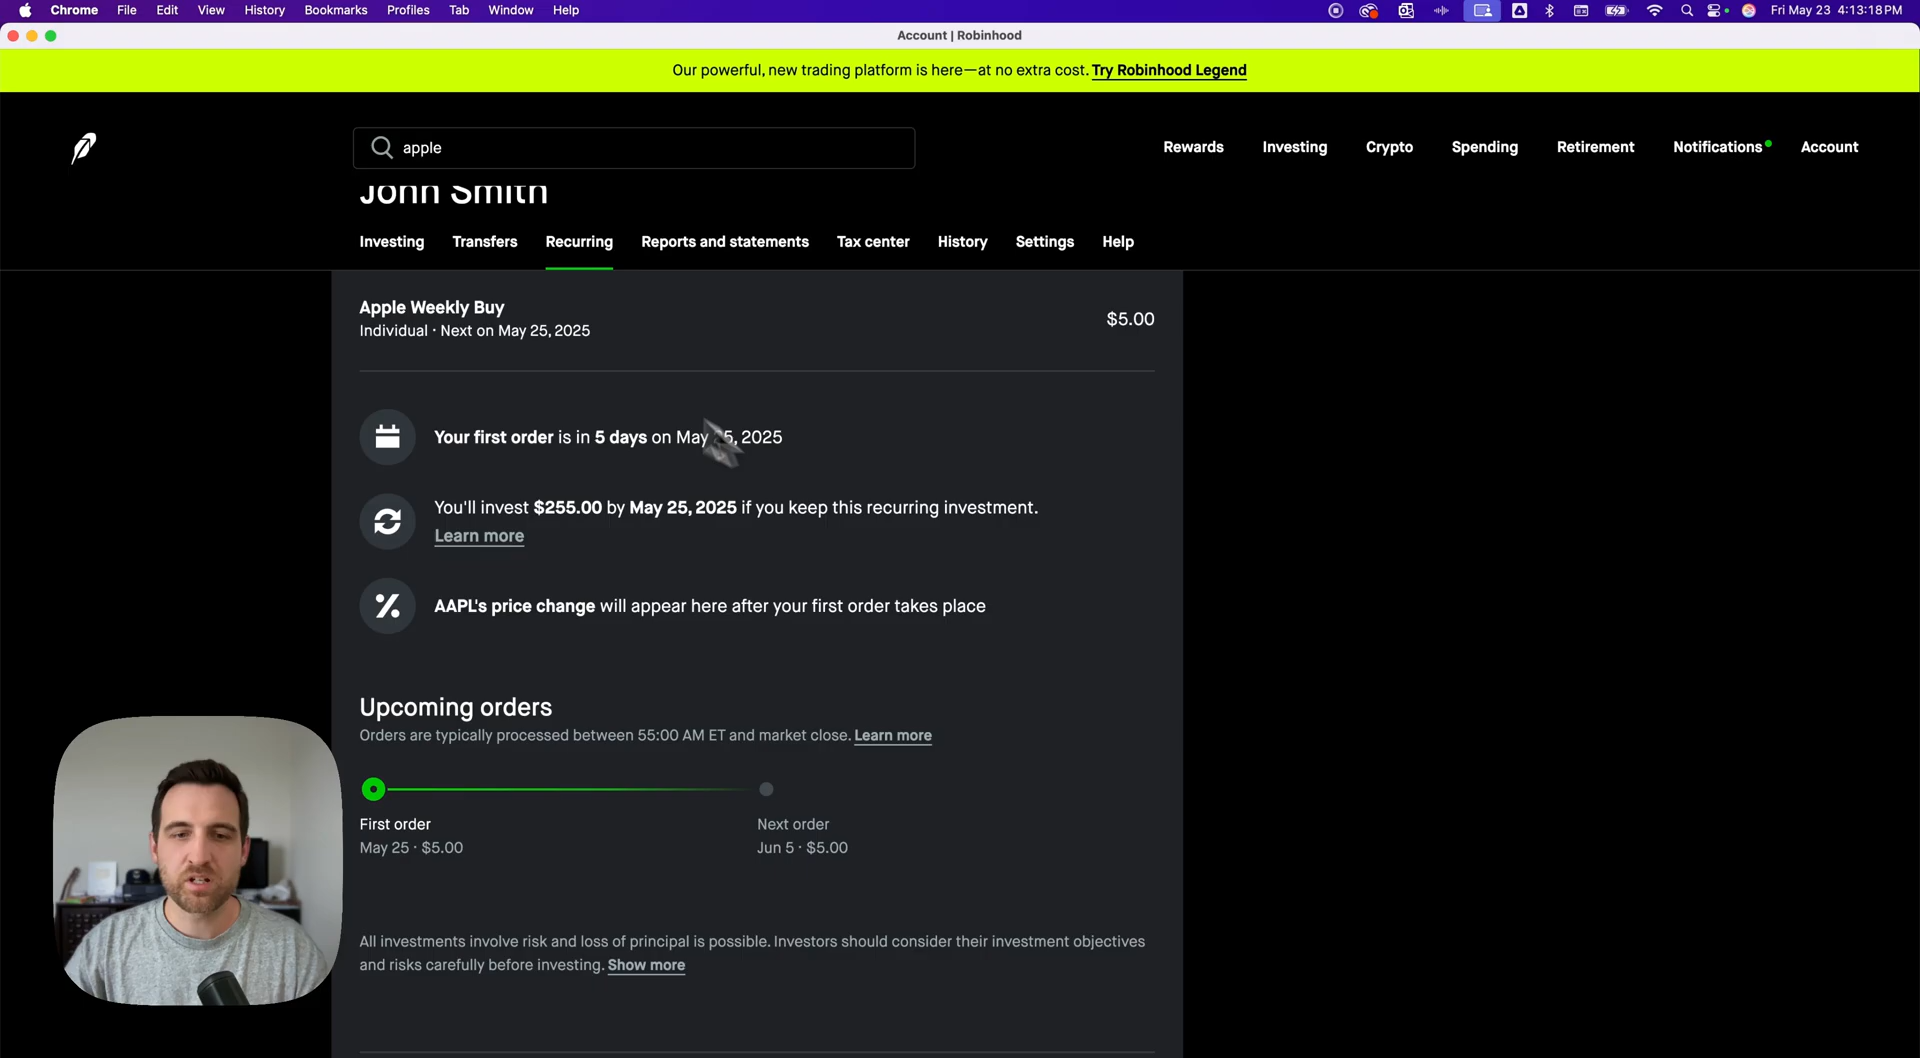 Chrome File Edit View History Bookmarks Profiles Tab Window Help Fri May 23 4:13:18 PM
Account | Robinhood
Our powerful, new trading platform is here—at no extra cost. Try Robinhood Legend
apple
Rewards Investing Crypto Spending Retirement Notifications Account
John Smith
Investing Transfers Recurring Reports and statements Tax center History Settings Help
Apple Weekly Buy
Individual · Next on May 25, 2025
$5.00
Your first order is in 5 days on May 25, 2025
You'll invest $255.00 by May 25, 2025 if you keep this recurring investment.
Learn more
AAPL's price change will appear here after your first order takes place
Upcoming orders
Orders are typically processed between 55:00 AM ET and market close. Learn more
First order
May 25 · $5.00
Next order
Jun 5 · $5.00
All investments involve risk and loss of principal is possible. Investors should consider their investment objectives
and risks carefully before investing. Show more